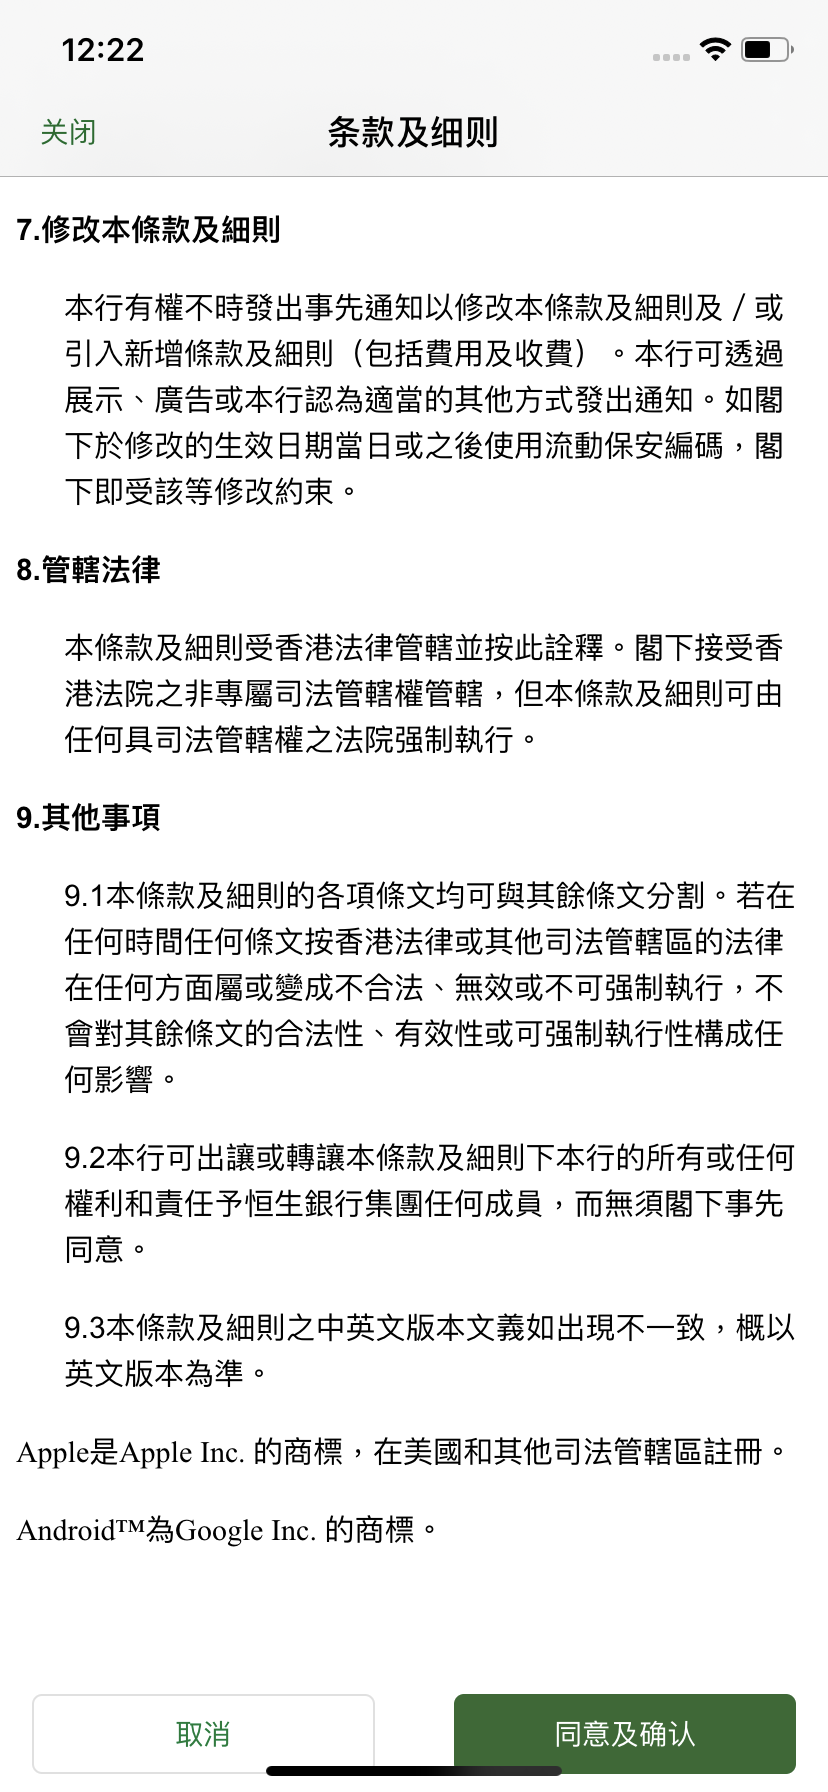 12:22
关闭
条款及细则
7.修改本條款及細則
本行有權不時發出事先通知以修改本條款及細則及／或
引入新增條款及細則（包括費用及收費）。本行可透過
展示、廣告或本行認為適當的其他方式發出通知。如閣
下於修改的生效日期當日或之後使用流動保安編碼，閣
下即受該等修改約束。
8.管轄法律
本條款及細則受香港法律管轄並按此詮釋。閣下接受香
港法院之非專屬司法管轄權管轄，但本條款及細則可由
任何具司法管轄權之法院强制執行。
9.其他事項
9.1本條款及細則的各項條文均可與其餘條文分割。若在
任何時間任何條文按香港法律或其他司法管轄區的法律
在任何方面屬或變成不合法、無效或不可强制執行，不
會對其餘條文的合法性、有效性或可强制執行性構成任
何影響。
9.2本行可出讓或轉讓本條款及細則下本行的所有或任何
權利和責任予恒生銀行集團任何成員，而無須閣下事先
同意。
9.3本條款及細則之中英文版本文義如出現不一致，概以
英文版本為準。
Apple是Apple Inc. 的商標，在美國和其他司法管轄區註冊。
Android™為Google Inc. 的商標。
取消
同意及确认